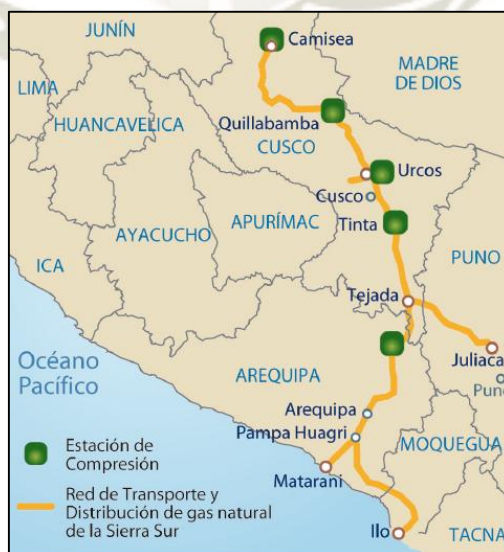 JUNÍN
Camisea
MADRE
DE DIOS
LIMA
HUANCAVELICA
Quillabamba
CUSCO
Urcos
Cusco
APURÍMAC
Tinta
AYACUCHO
ICA
PUNO
Tejada
Juliaca
Puno
Océano
Pacífico
AREQUIPA
Arequipa
Pampa Huagri
MOQUEGUA
Estación de
Compresión
Matarani
Red de Transporte y
Distribución de gas natural
de la Sierra Sur
Ilo
TACNA